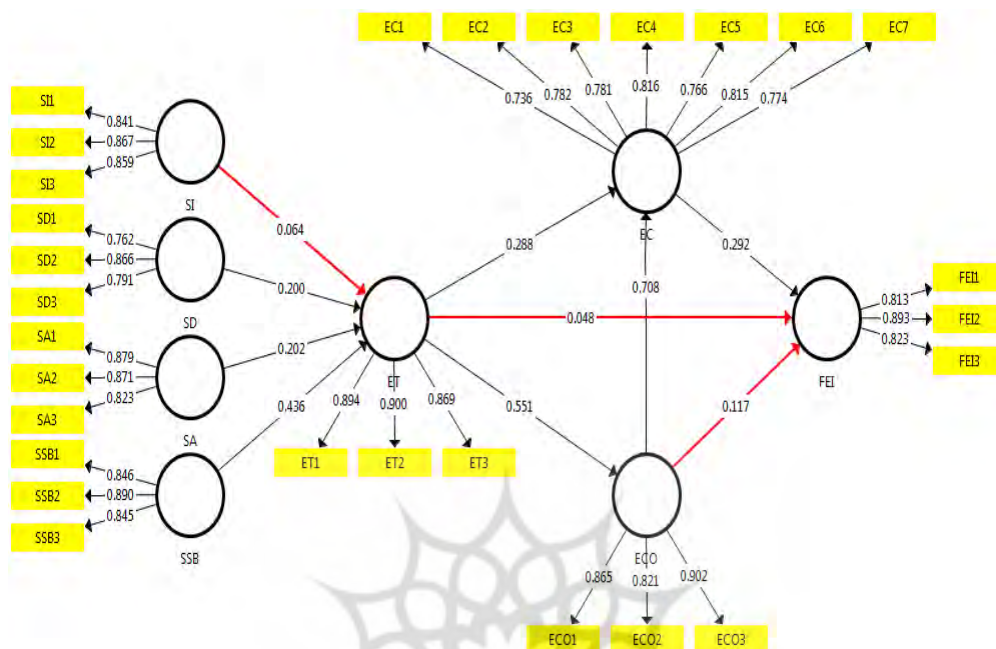 EC1 EC2 EC3 EC4 EC5 EC6 EC7
0.736 0.782 0.781 0.816 0.766 0.815 0.774
EC
SI1
SI2
SI3
0.841
0.867
0.859
SI
0.064
SD1
SD2
SD3
0.762
0.866
0.791
SD
0.200
SA1
SA2
SA3
0.879
0.871
0.823
SA
0.202
SSB1
SSB2
SSB3
0.846
0.890
0.845
SSB
0.436
ET
0.894 0.900 0.869
ET1 ET2 ET3
0.288
0.048
0.551
0.708
0.292
0.117
FEI
0.813
0.893
0.823
FEI1
FEI2
FEI3
ECO
0.865 0.821 0.902
ECO1 ECO2 ECO3